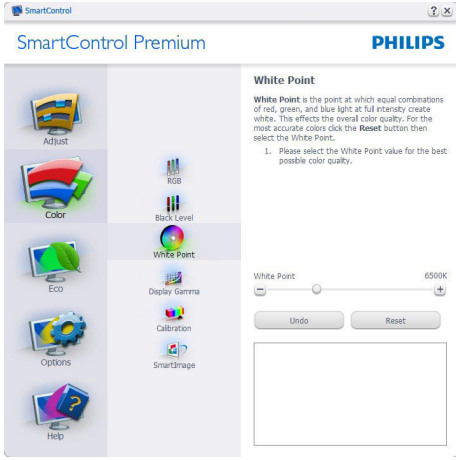 SmartControl
SmartControl Premium
PHILIPS
Adjust
Color
Eco
Options
Help
RGB
Black Level
White Point
Display Gamma
Calibration
SmartImage
White Point
White Point is the point at which equal combinations
of red, green, and blue light at full intensity create
white. This effects the overall color quality. For the
most accurate colors click the Reset button then
select the White Point.
1. Please select the White Point value for the best
possible color quality.
White Point 6500K
Undo Reset